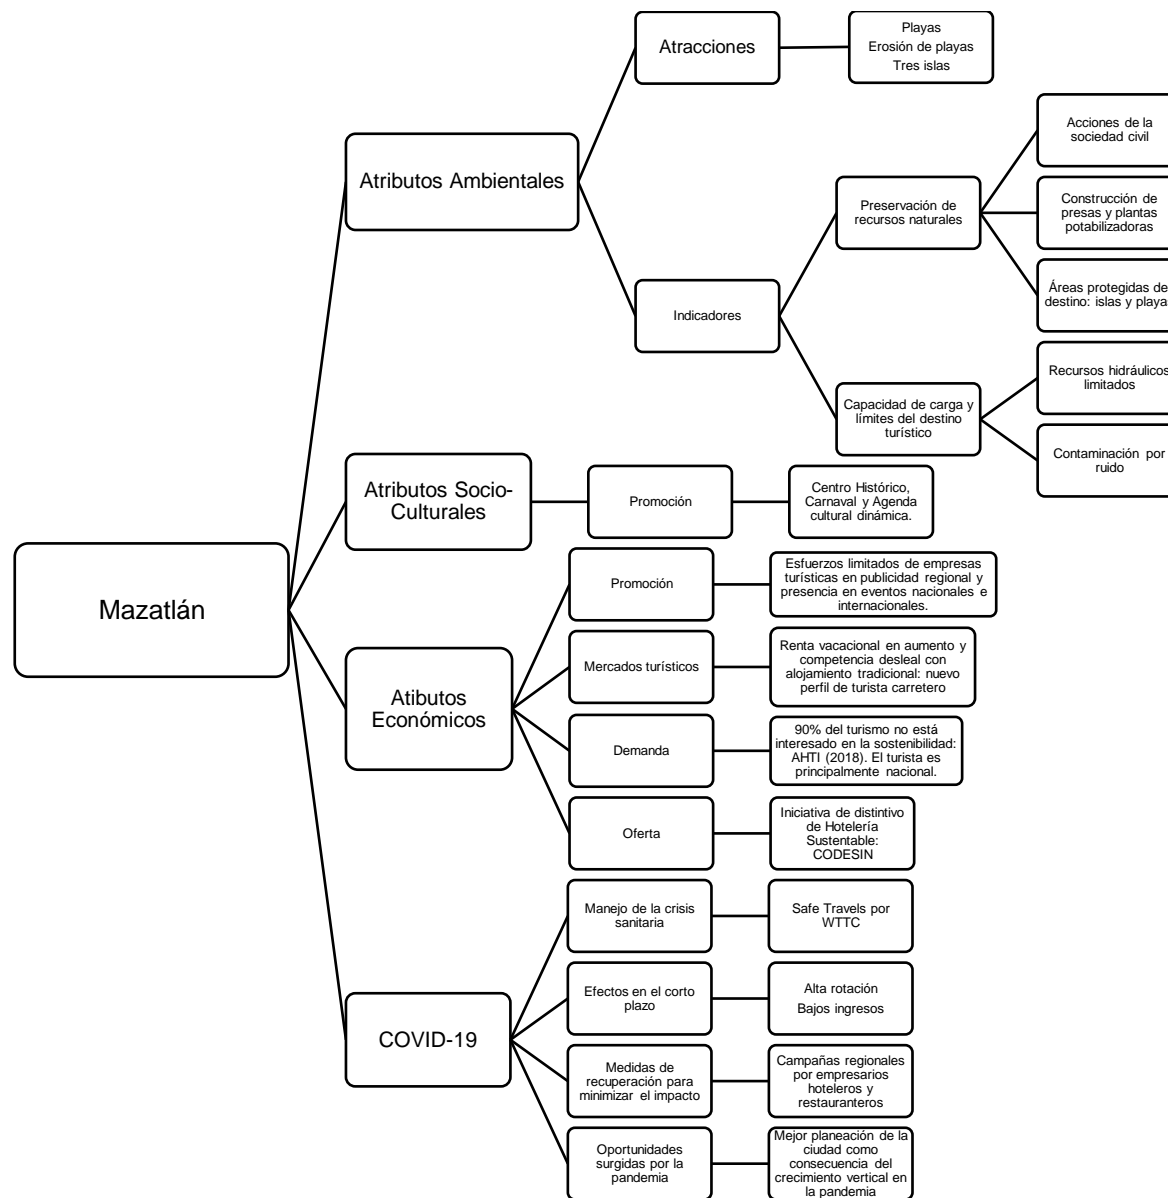 Mazatlán
Atributos Ambientales
Atracciones
Playas
Erosión de playas
Tres islas
Indicadores
Preservación de
recursos naturales
Acciones de la
sociedad civil
Construcción de
presas y plantas
potabilizadoras
Áreas protegidas de
destino: islas y playa
Capacidad de carga y
límites del destino
turístico
Recursos hidráulicos
limitados
Contaminación por
ruido
Atributos Socio-
Culturales
Promoción
Centro Histórico,
Carnaval y Agenda
cultural dinámica.
Atibutos
Económicos
Promoción
Esfuerzos limitados de empresas
turísticas en publicidad regional y
presencia en eventos nacionales e
internacionales.
Mercados turísticos
Renta vacacional en aumento y
competencia desleal con
alojamiento tradicional: nuevo
perfil de turista carretero
Demanda
90% del turismo no está
interesado en la sostenibilidad:
AHTI (2018). El turista es
principalmente nacional.
Oferta
Iniciativa de distintivo
de Hotelería
Sustentable:
CODESIN
COVID-19
Manejo de la crisis
sanitaria
Safe Travels por
WTTC
Efectos en el corto
plazo
Alta rotación
Bajos ingresos
Medidas de
recuperación para
minimizar el impacto
Campañas regionales
por empresarios
hoteleros y
restauranteros
Oportunidades
surgidas por la
pandemia
Mejor planeación de la
ciudad como
consecuencia del
crecimiento vertical en
la pandemia